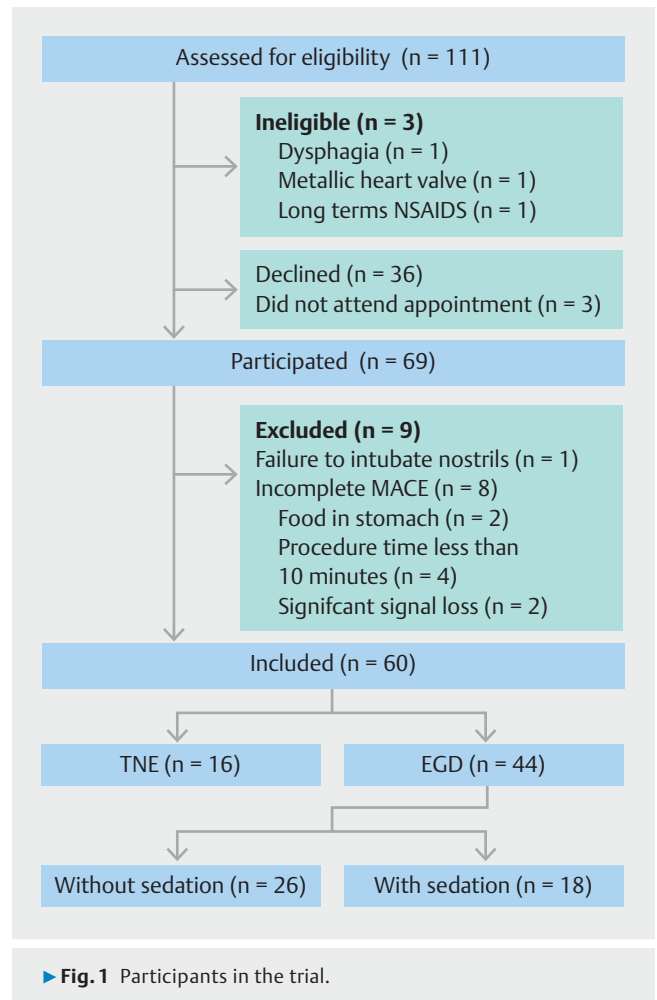 Assessed for eligibility (n = 111)
Ineligible (n = 3)
Dysphagia (n = 1)
Metallic heart valve (n = 1)
Long terms NSAIDS (n = 1)
Declined (n = 36)
Did not attend appointment (n = 3)
Participated (n = 69)
Excluded (n = 9)
Failure to intubate nostrils (n = 1)
Incomplete MACE (n = 8)
Food in stomach (n = 2)
Procedure time less than
10 minutes (n = 4)
Signifcant signal loss (n = 2)
Included (n = 60)
TNE (n = 16)
EGD (n = 44)
Without sedation (n = 26)
With sedation (n = 18)
▶ Fig. 1 Participants in the trial.